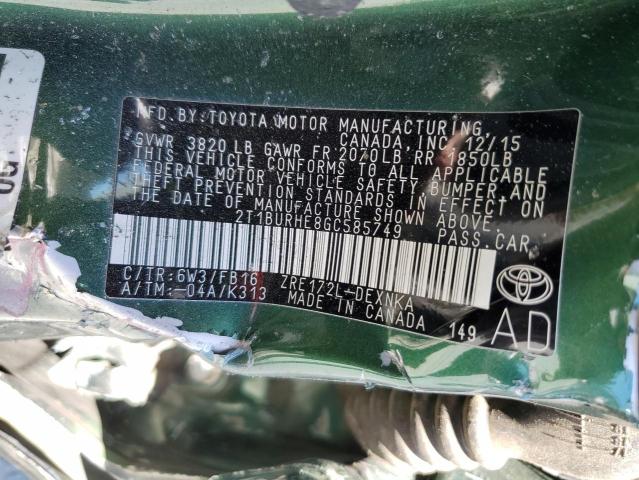 MFD.BY:TOYOTA MOTOR MANUFACTURING,
CANADA, INC. 12/15
GVWR 3820 LB GAWR FR 2070LB RR 1850LB
THIS VEHICLE CONFORMS TO ALL APPLICABLE
FEDERAL MOTOR VEHICLE SAFETY, BUMPER AND
THEFT PREVENTION STANDARDS IN EFFECT ON
THE DATE OF MANUFACTURE SHOWN ABOVE.
2T1BURHE8GC585749 PASS.CAR
C/TR:6W3/FB16 ZRE172L-DEXNKA
A/TM:-04A/K313 MADE IN CANADA
149 AD